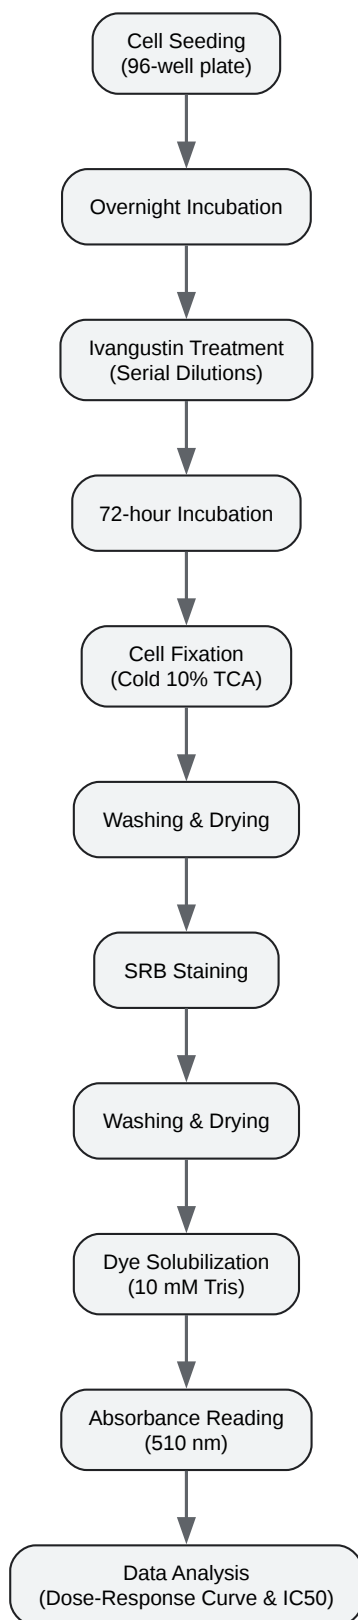 Cell Seeding
(96-well plate)
Overnight Incubation
Ivangustin Treatment
(Serial Dilutions)
72-hour Incubation
Cell Fixation
(Cold 10% TCA)
Washing & Drying
SRB Staining
Washing & Drying
Dye Solubilization
(10 mM Tris)
Absorbance Reading
(510 nm)
Data Analysis
(Dose-Response Curve & IC50)